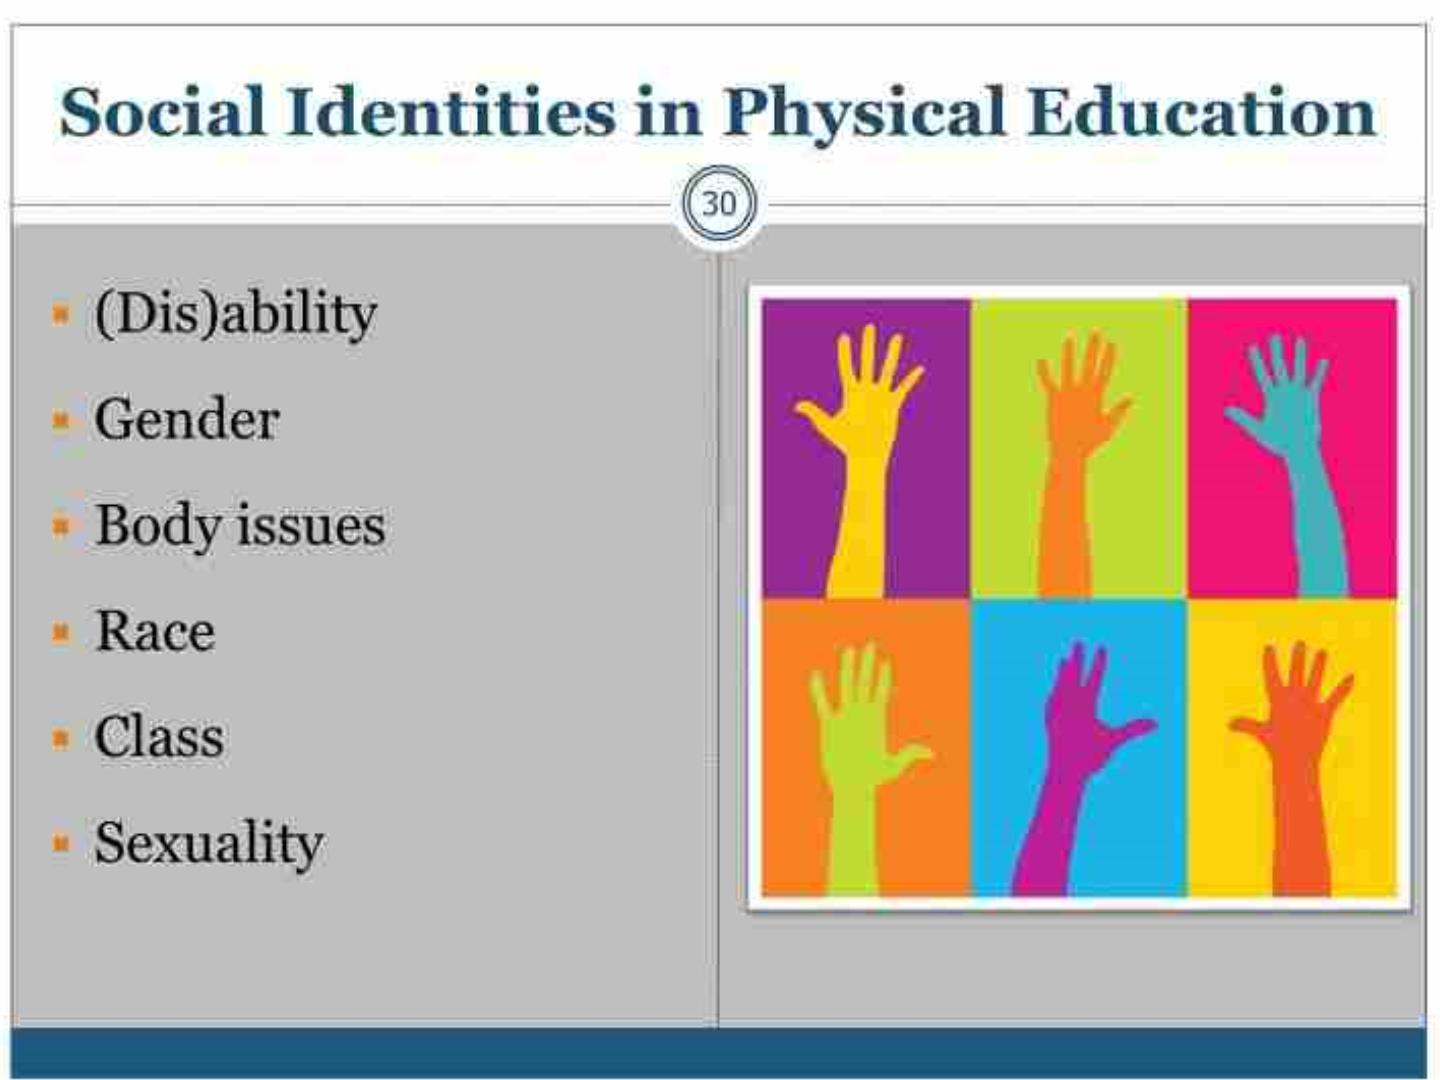 Social Identities in Physical Education
30
(Dis)ability
Gender
Body issues
Race
Class
Sexuality